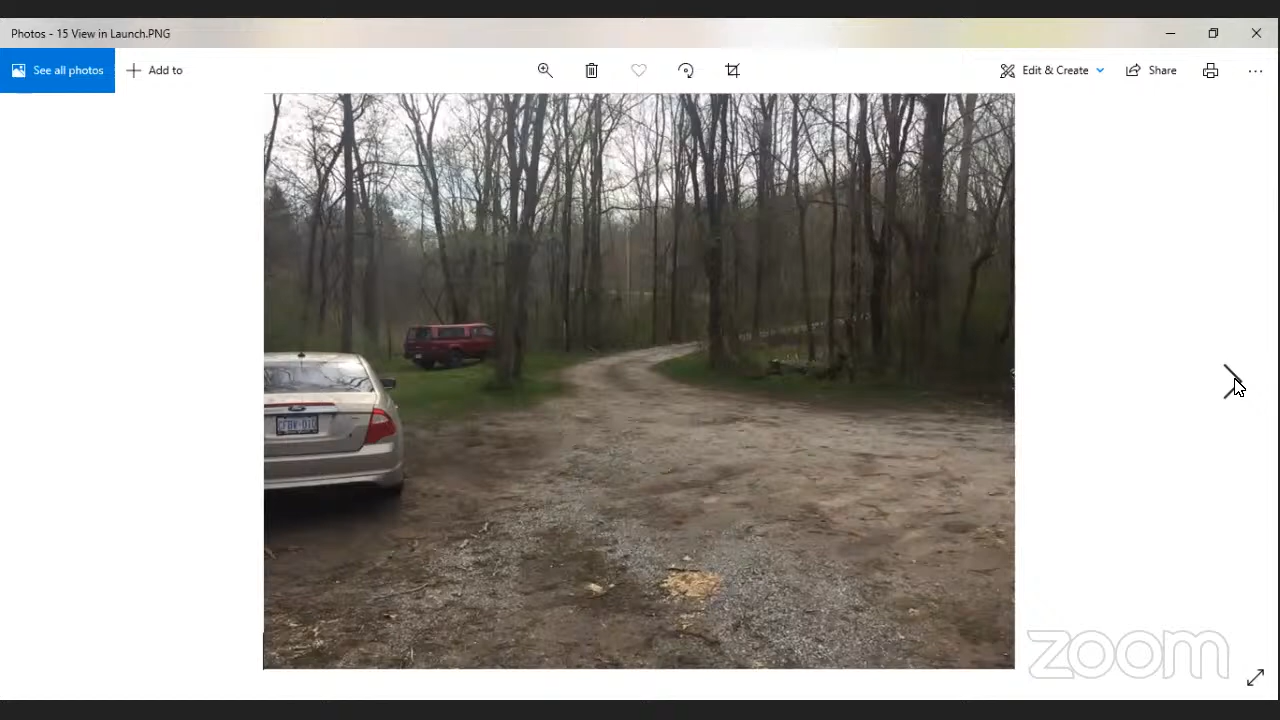 Photos - 15 View in Launch.PNG
See all photos
Add to
Edit & Create
Share
zoom